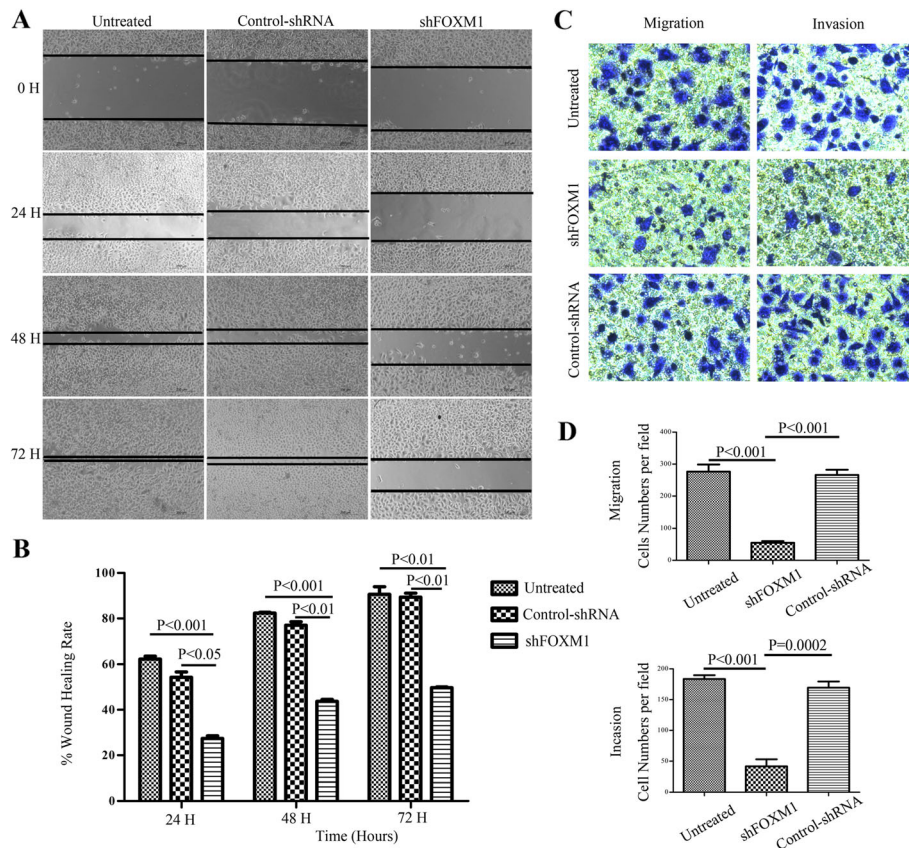 A
Untreated
Control-shRNA
shFOXM1
0 H
24 H
48 H
72 H
B
% Wound Healing Rate
100
80
60
40
20
0
P<0.001
P<0.05
P<0.001
P<0.01
P<0.01
P<0.01
24 H
48 H
72 H
Time (Hours)
Untreated
Control-shRNA
shFOXM1
C
Migration
Invasion
Untreated
shFOXM1
Control-shRNA
D
Migration
Cells Numbers per field
400
300
200
100
0
P<0.001
P<0.001
Untreated
shFOXM1
Control-shRNA
Incasion
Cell Numbers per field
200
150
100
50
0
P<0.001
P=0.0002
Untreated
shFOXM1
Control-shRNA